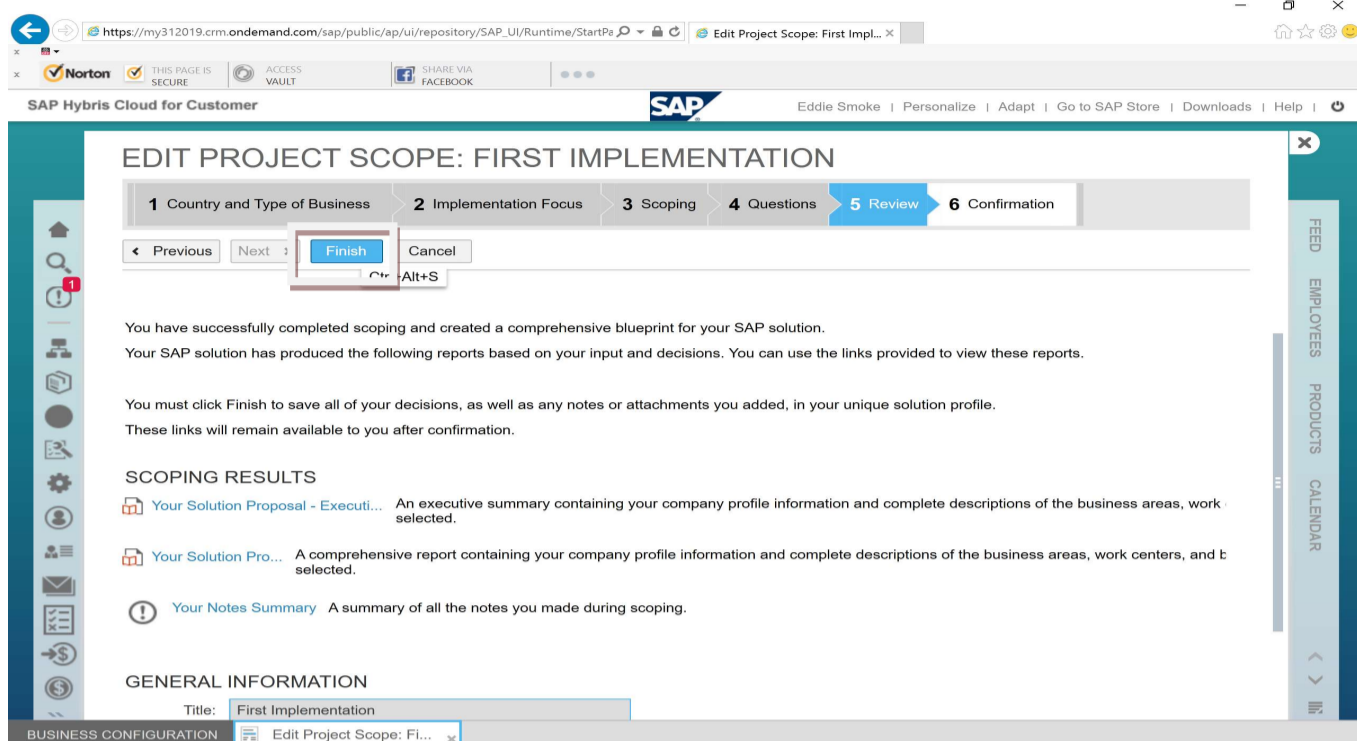 https://my312019.crm.ondemand.com/sap/public/ap/ui/repository/SAP_UI/Runtime/StartPa
Edit Project Scope: First Impl...
Norton
THIS PAGE IS SECURE
ACCESS VAULT
SHARE VIA FACEBOOK
SAP Hybris Cloud for Customer
SAP
Eddie Smoke | Personalize | Adapt | Go to SAP Store | Downloads | Help |
EDIT PROJECT SCOPE: FIRST IMPLEMENTATION
1 Country and Type of Business 2 Implementation Focus 3 Scoping 4 Questions 5 Review 6 Confirmation
Previous Next Finish Cancel
Alt+S
1
You have successfully completed scoping and created a comprehensive blueprint for your SAP solution.
Your SAP solution has produced the following reports based on your input and decisions. You can use the links provided to view these reports.
You must click Finish to save all of your decisions, as well as any notes or attachments you added, in your unique solution profile.
These links will remain available to you after confirmation.
SCOPING RESULTS
Your Solution Proposal - Executi... An executive summary containing your company profile information and complete descriptions of the business areas, work
selected.
Your Solution Pro... A comprehensive report containing your company profile information and complete descriptions of the business areas, work centers, and b
selected.
Your Notes Summary A summary of all the notes you made during scoping.
GENERAL INFORMATION
Title: First Implementation
FEED
EMPLOYEES
PRODUCTS
CALENDAR
BUSINESS CONFIGURATION
Edit Project Scope: Fi...